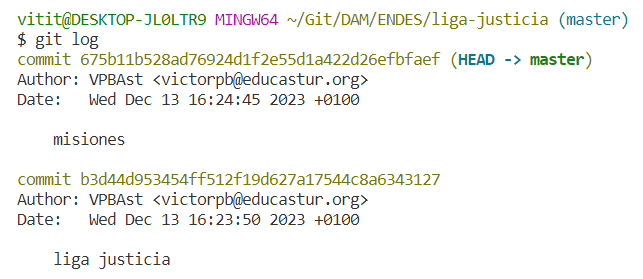 vitit@DESKTOP-JL0LTR9 MINGW64 ~/Git/DAM/ENDES/liga-justicia (master)
$ git log
commit 675b11b528ad76924d1f2e55d1a422d26efbfaef (HEAD -> master)
Author: VPBAst <victorpb@educastur.org>
Date:   Wed Dec 13 16:24:45 2023 +0100
    misiones
commit b3d44d953454ff512f19d627a17544c8a6343127
Author: VPBAst <victorpb@educastur.org>
Date:   Wed Dec 13 16:23:50 2023 +0100
    liga justicia